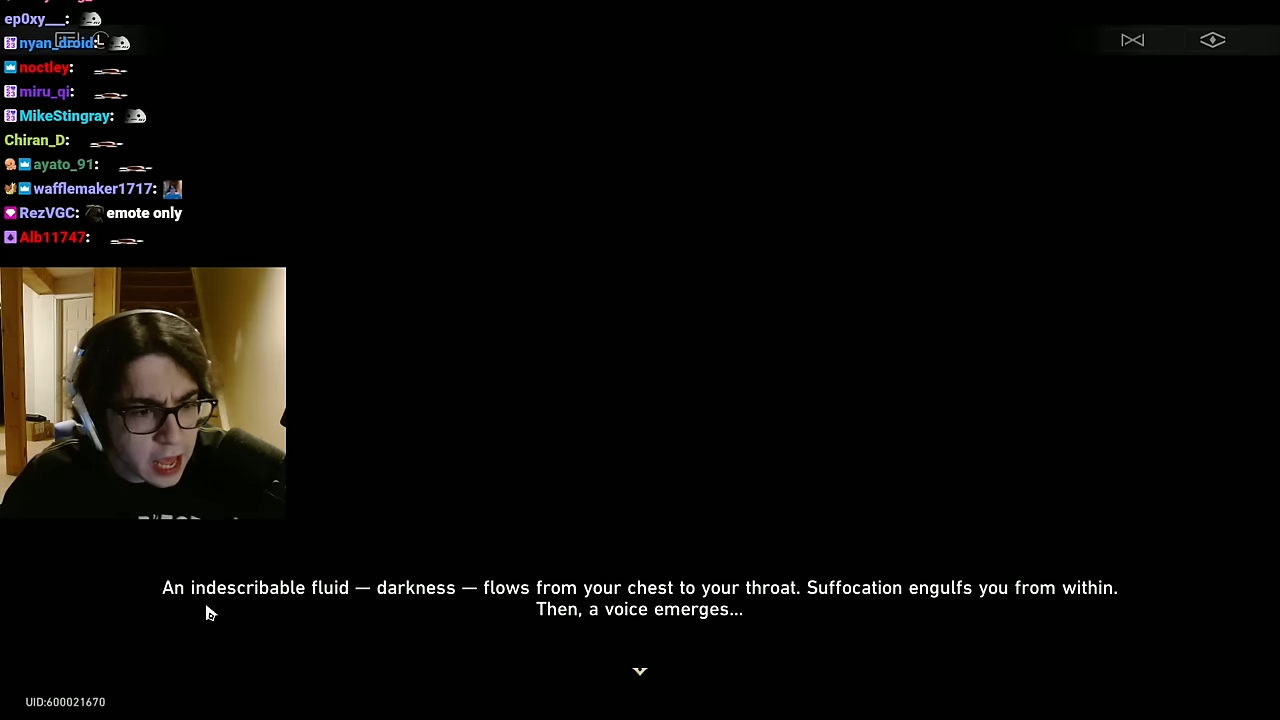 ep0xy__:
nyan_droid:
noctley:
miru_qi:
MikeStingray:
Chiran_D:
ayato_91:
wafflemaker1717:
RezVGC: emote only
Alb11747:
An indescribable fluid — darkness — flows from your chest to your throat. Suffocation engulfs you from within.
Then, a voice emerges...
UID:600021670